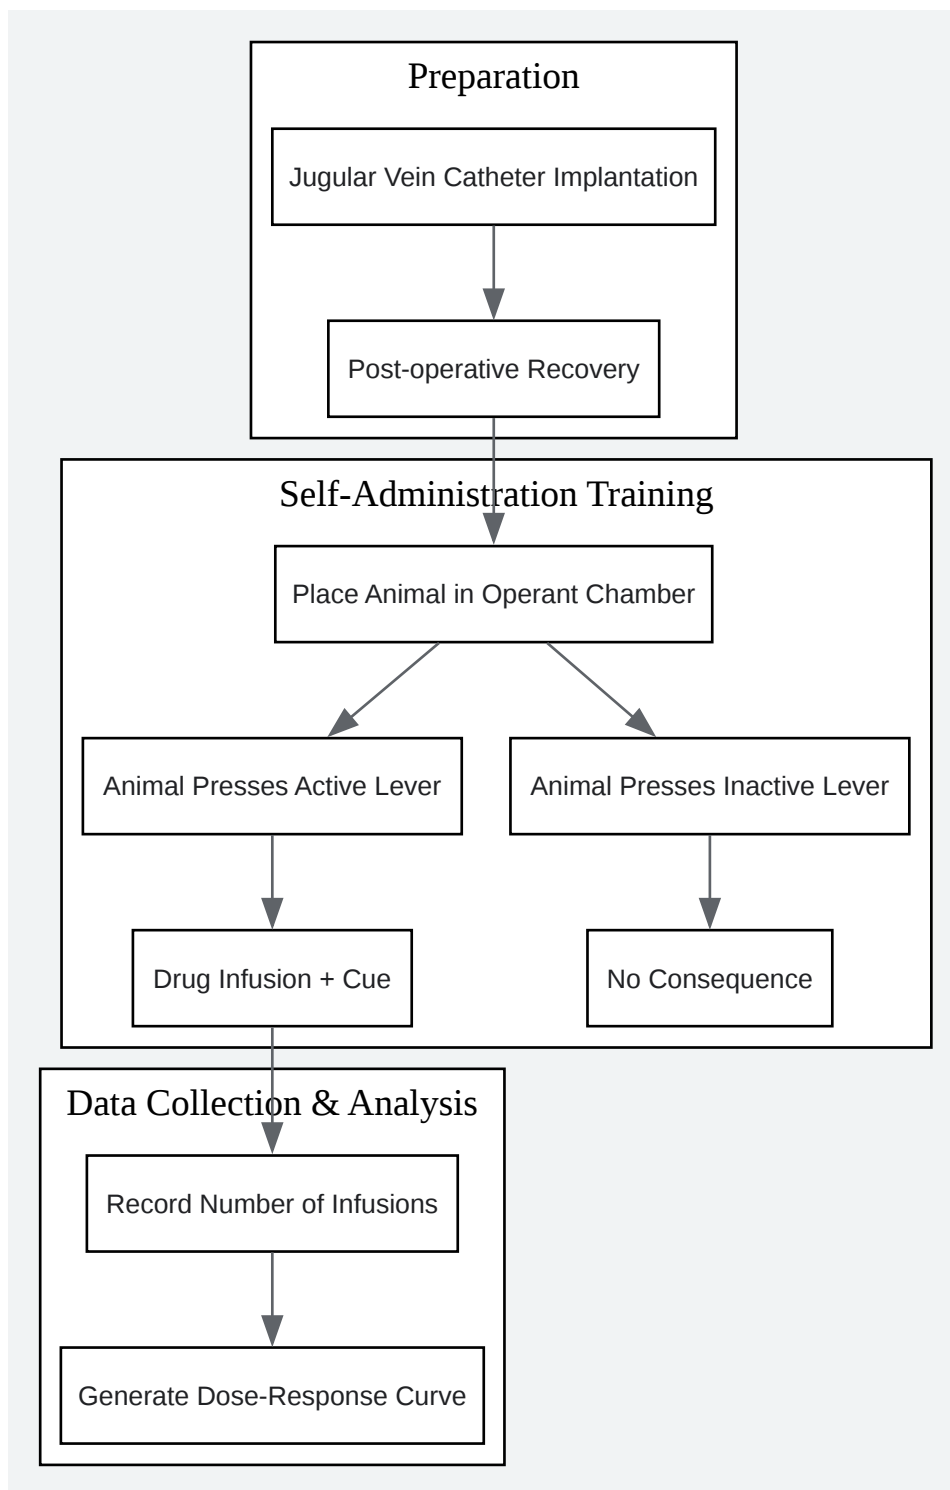 Preparation
Jugular Vein Catheter Implantation
Post-operative Recovery
Self-Administration Training
Place Animal in Operant Chamber
Animal Presses Active Lever
Animal Presses Inactive Lever
Drug Infusion + Cue
No Consequence
Data Collection & Analysis
Record Number of Infusions
Generate Dose-Response Curve